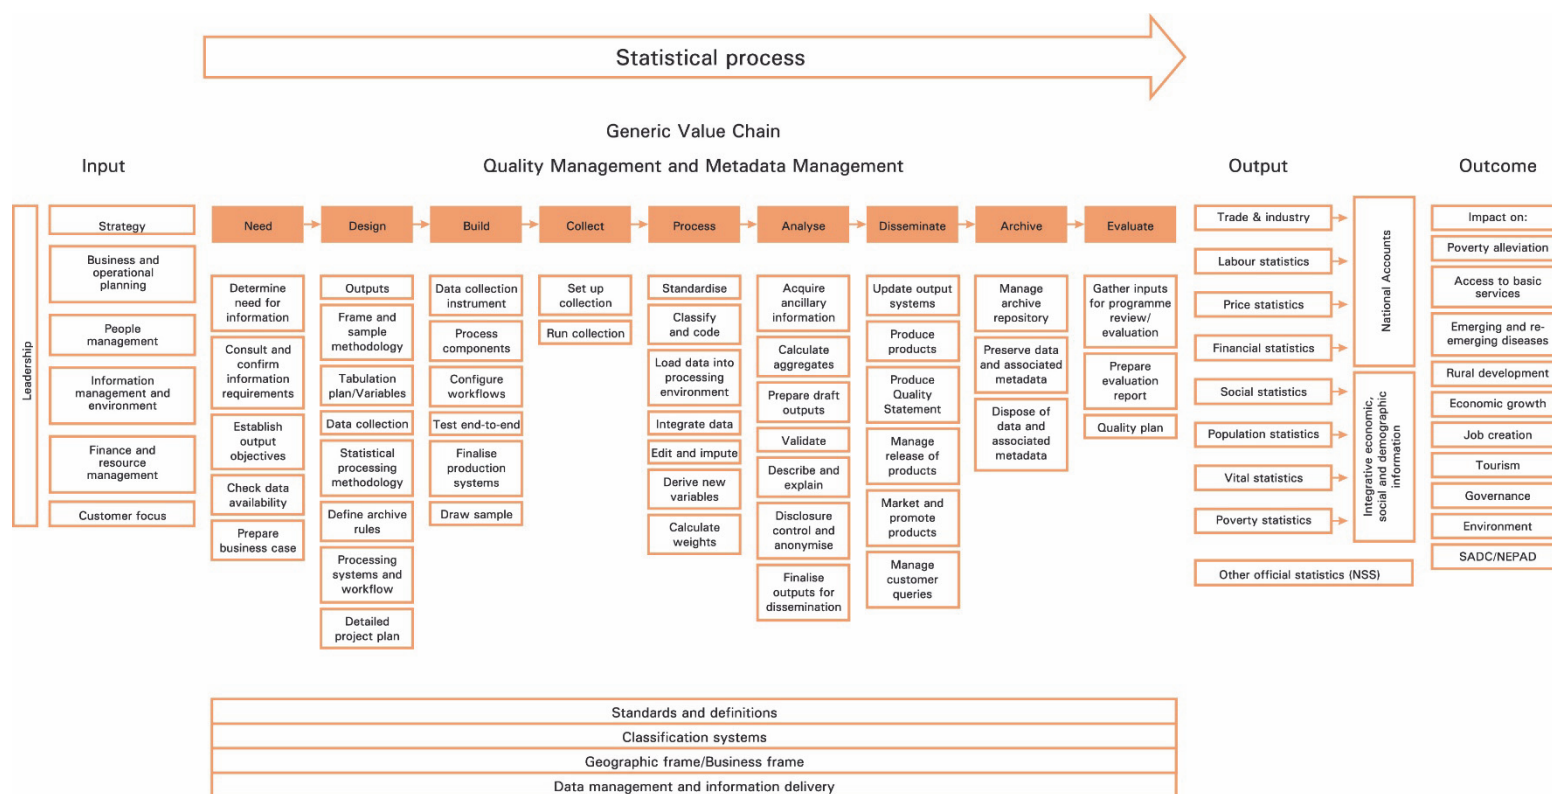 Statistical process
Generic Value Chain
Input
Quality Management and Metadata Management
Output
Outcome
Leadership
Strategy
Business and
operational
planning
People
management
Information
management and
environment
Finance and
resource
management
Customer focus
Need
Determine
need for
information
Consult and
confirm
information
requirements
Establish
output
objectives
Check data
availability
Prepare
business case
Design
Outputs
Frame and
sample
methodology
Tabulation
plan/Variables
Data collection
Statistical
processing
methodology
Define archive
rules
Processing
systems and
workflow
Detailed
project plan
Build
Data collection
instrument
Process
components
Configure
workflows
Test end-to-end
Finalise
production
systems
Draw sample
Collect
Set up
collection
Run collection
Process
Standardise
Classify
and code
Load data into
processing
environment
Integrate data
Edit and impute
Derive new
variables
Calculate
weights
Analyse
Acquire
ancillary
information
Calculate
aggregates
Prepare draft
outputs
Validate
Describe and
explain
Disclosure
control and
anonymise
Finalise
outputs for
dissemination
Disseminate
Update output
systems
Produce
products
Produce
Quality
Statement
Manage
release of
products
Market and
promote
products
Manage
customer
queries
Archive
Manage
archive
repository
Preserve data
and associated
metadata
Dispose of
data and
associated
metadata
Evaluate
Gather inputs
for programme
review/
evaluation
Prepare
evaluation
report
Quality plan
Trade & industry
Labour statistics
Price statistics
Financial statistics
Social statistics
Population statistics
Vital statistics
Poverty statistics
Other official statistics (NSS)
National Accounts
Integrative economic,
social and demographic
information
Impact on:
Poverty alleviation
Access to basic
services
Emerging and re-
emerging diseases
Rural development
Economic growth
Job creation
Tourism
Governance
Environment
SADC/NEPAD
Standards and definitions
Classification systems
Geographic frame/Business frame
Data management and information delivery